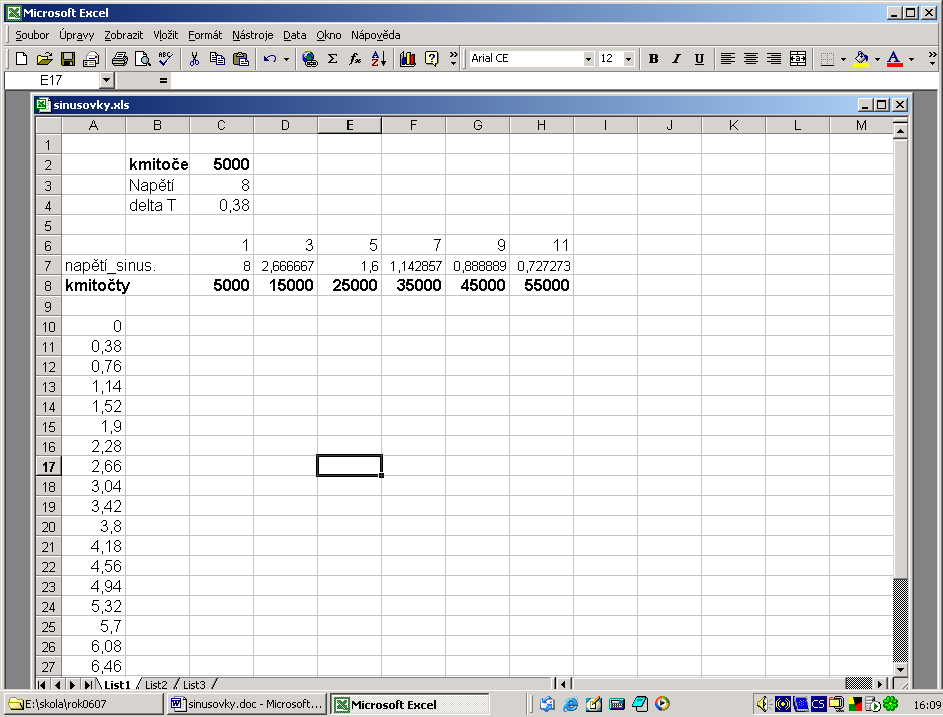 Microsoft Excel
Soubor Úpravy Zobrazit Vložit Formát Nástroje Data Okno Nápověda
Arial CE 12 B I U
E17 =
sinusovky.xls
A B C D E F G H I J K L M
1
2 kmitoče 5000
3 Napětí 8
4 delta T 0,38
5
6 1 3 5 7 9 11
7 napětí_sinus. 8 2,666667 1,6 1,142857 0,888889 0,727273
8 kmitočty 5000 15000 25000 35000 45000 55000
9
10 0
11 0,38
12 0,76
13 1,14
14 1,52
15 1,9
16 2,28
17 2,66
18 3,04
19 3,42
20 3,8
21 4,18
22 4,56
23 4,94
24 5,32
25 5,7
26 6,08
27 6,46
List1 List2 List3
E:\skola\rok0607 sinusovky.doc - Microsoft... Microsoft Excel CS 16:09